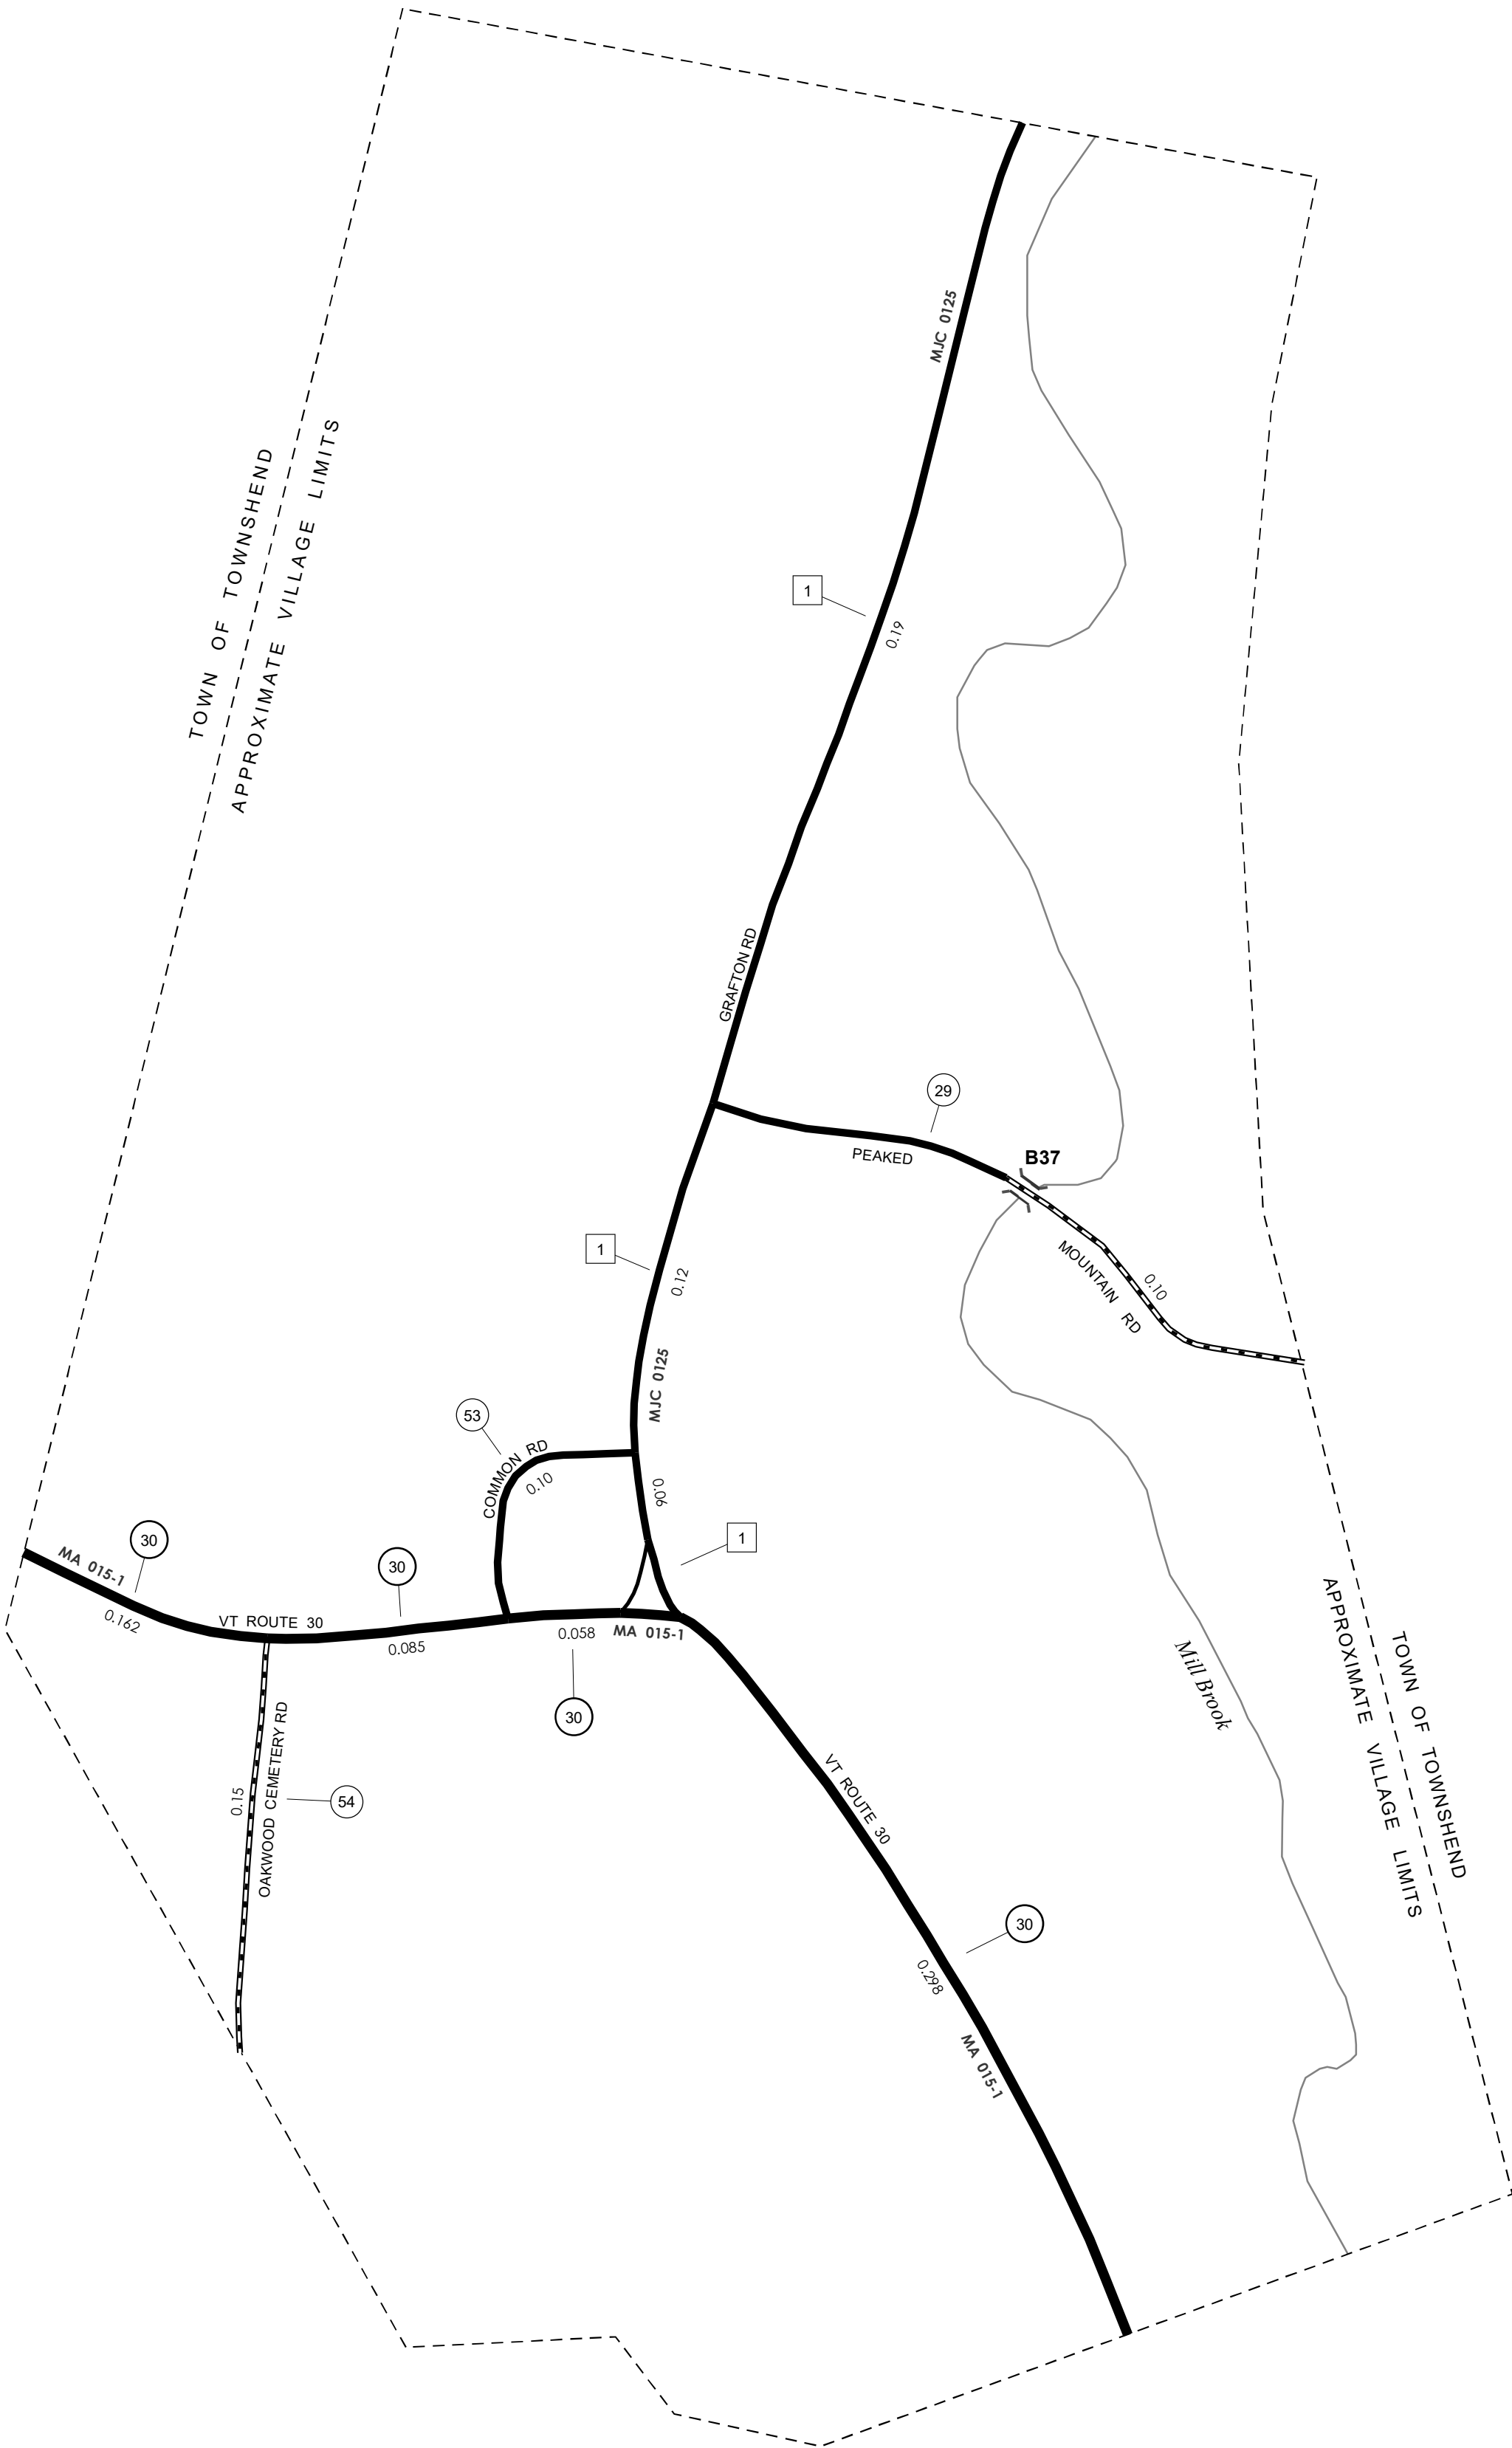 MJC 0125
TOWN OF TOWNSHEND
APPROXIMATE VILLAGE LIMITS
1
0.19
GRAFTON RD
29
PEAKED
B37
1
0.12
MOUNTAIN RD
0.10
MJC 0125
53
COMMON RD
0.10
0.06
1
30
MA 015-1
0.162
30
VT ROUTE 30
0.085
0.058
MA 015-1
30
OAKWOOD CEMETERY RD
0.15
54
Mill Brook
TOWN OF TOWNSHEND
APPROXIMATE VILLAGE LIMITS
VT ROUTE 30
30
0.298
MA 015-1